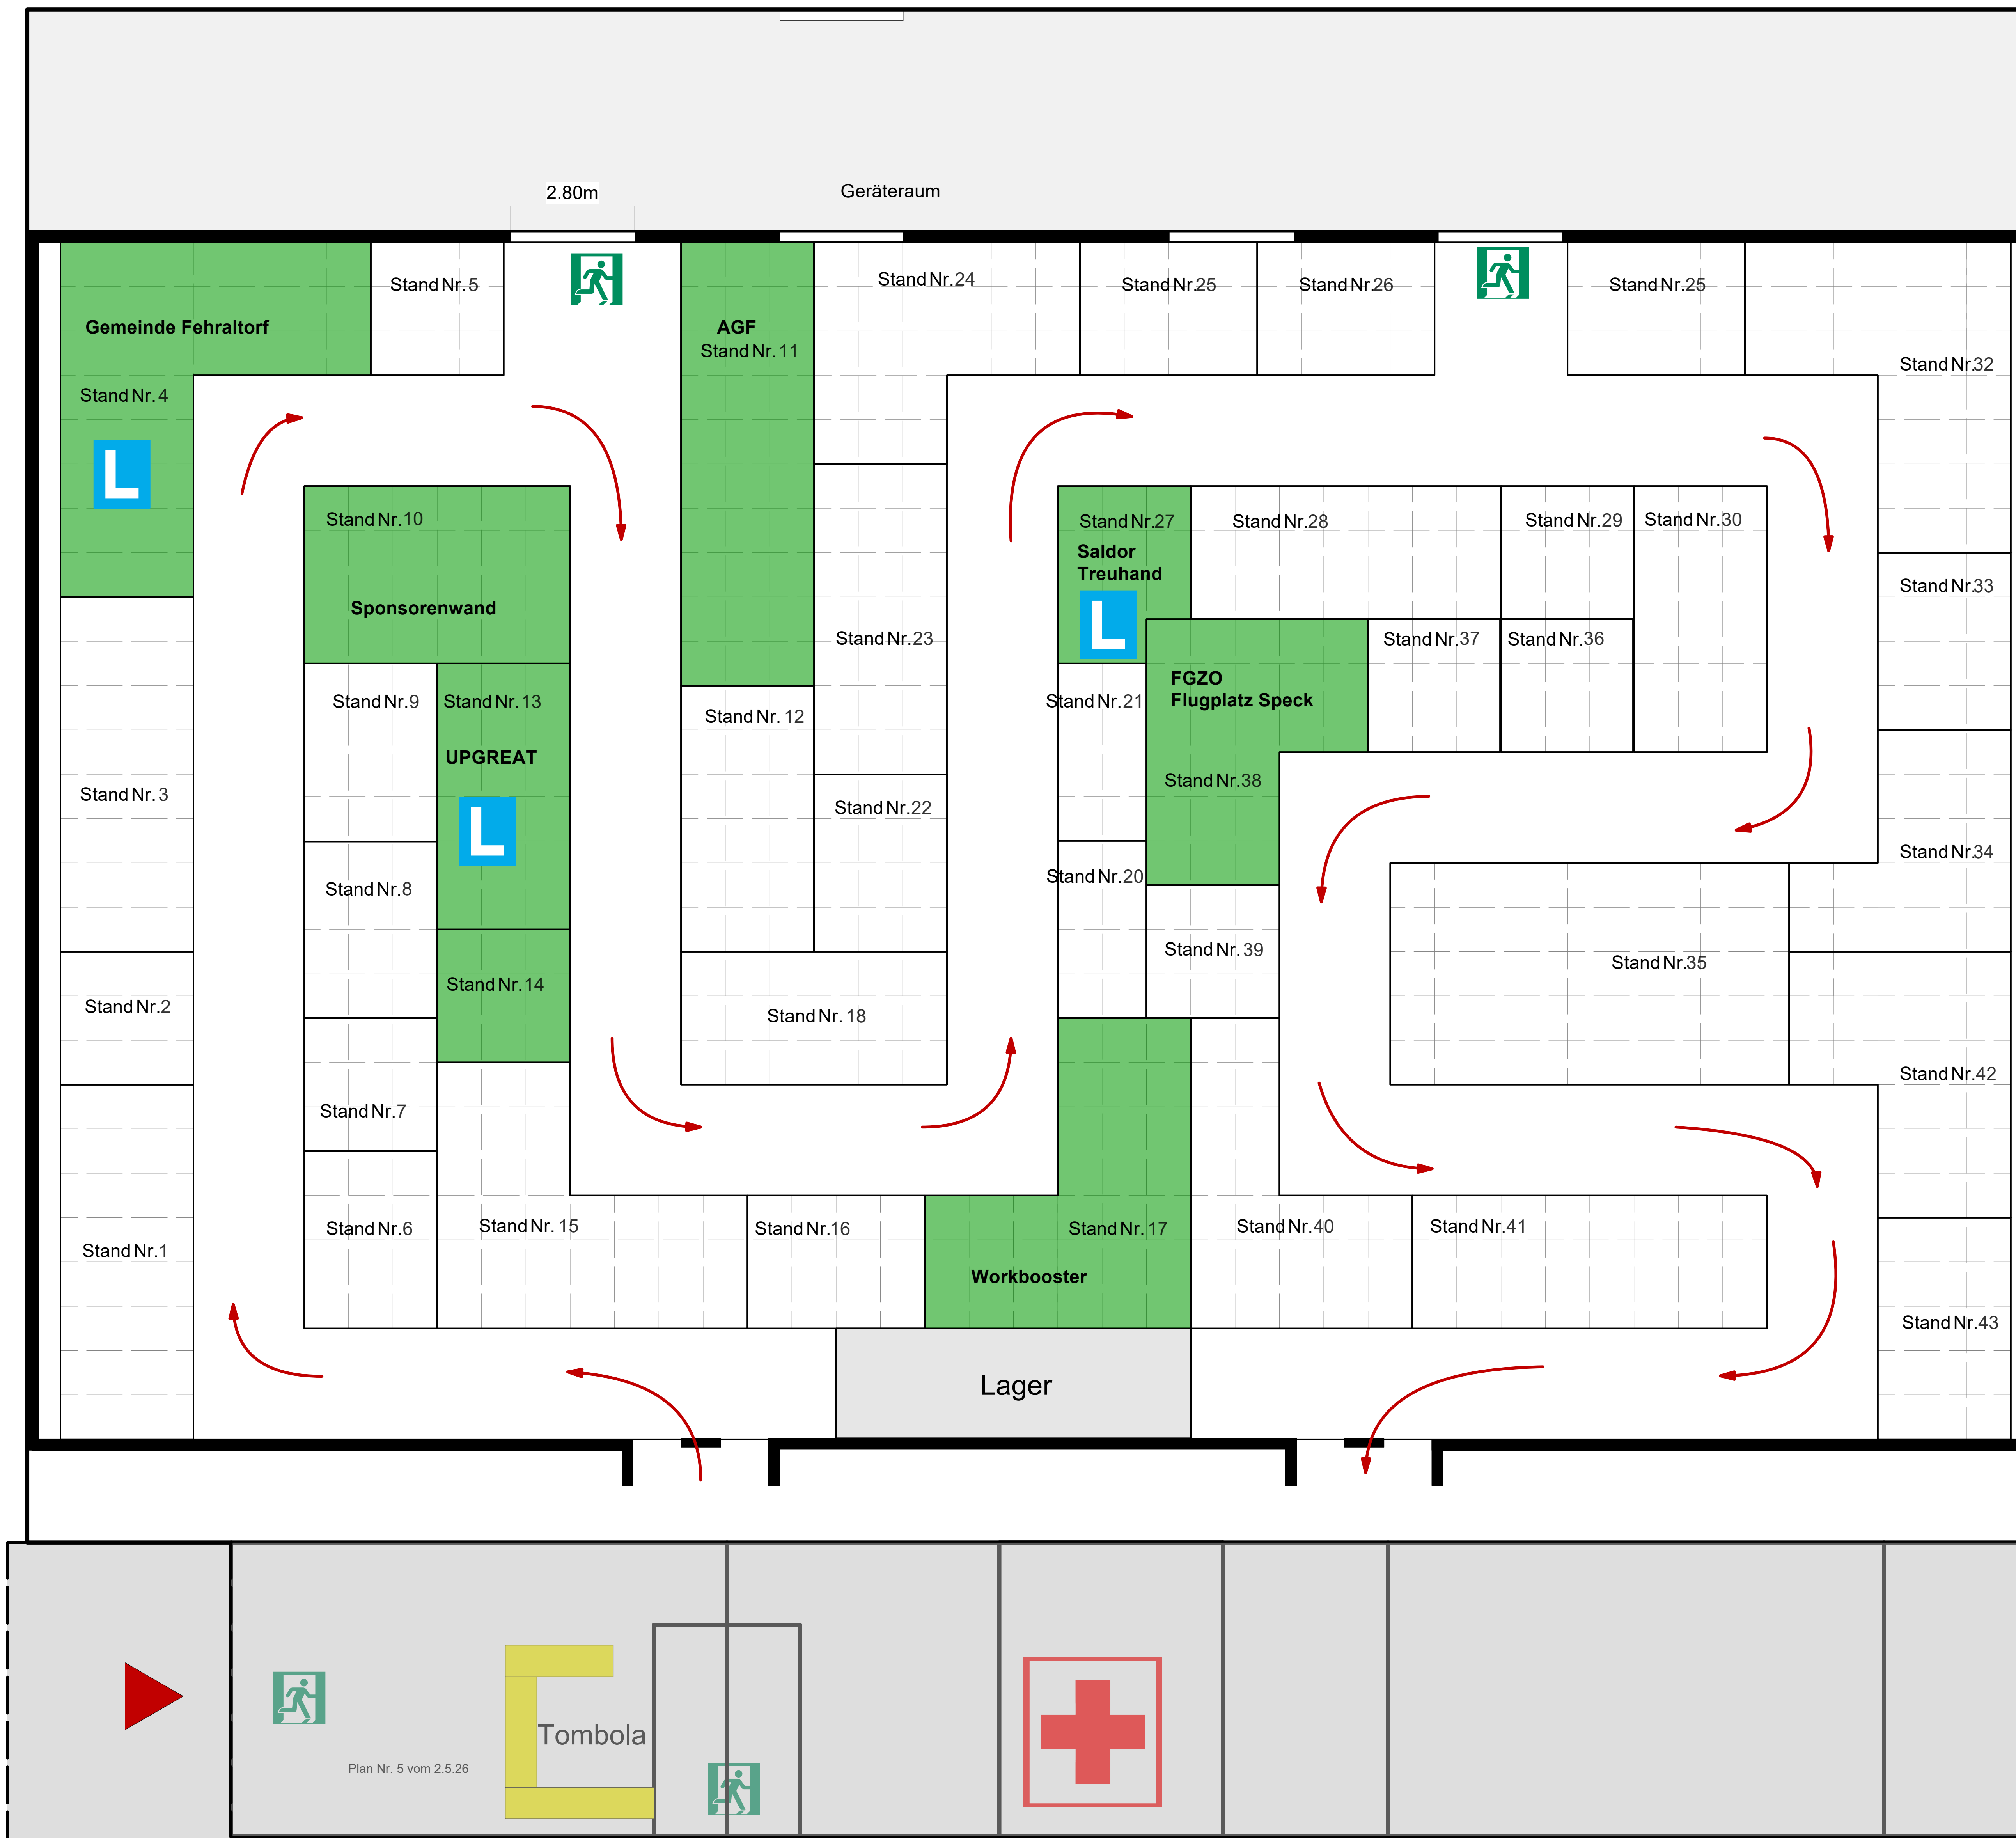 2.80m
Geräteraum
Stand Nr. 5
Stand Nr. 24
Stand Nr. 25
Stand Nr. 26
Stand Nr. 25
Gemeinde Fehraltorf
AGF
Stand Nr. 11
Stand Nr. 32
Stand Nr. 4
L
Stand Nr. 10
Stand Nr. 27
Stand Nr. 28
Stand Nr. 29
Stand Nr. 30
Saldor
Treuhand
L
Stand Nr. 33
Sponsorenwand
Stand Nr. 23
Stand Nr. 37
Stand Nr. 36
FGZO
Flugplatz Speck
Stand Nr. 9
Stand Nr. 13
Stand Nr. 12
Stand Nr. 21
UPGREAT
L
Stand Nr. 38
Stand Nr. 3
Stand Nr. 22
Stand Nr. 34
Stand Nr. 8
Stand Nr. 20
Stand Nr. 39
Stand Nr. 35
Stand Nr. 14
Stand Nr. 2
Stand Nr. 18
Stand Nr. 42
Stand Nr. 7
Stand Nr. 6
Stand Nr. 15
Stand Nr. 16
Stand Nr. 17
Stand Nr. 40
Stand Nr. 41
Stand Nr. 1
Workbooster
Stand Nr. 43
Lager
Tombola
Plan Nr. 5 vom 2.5.26